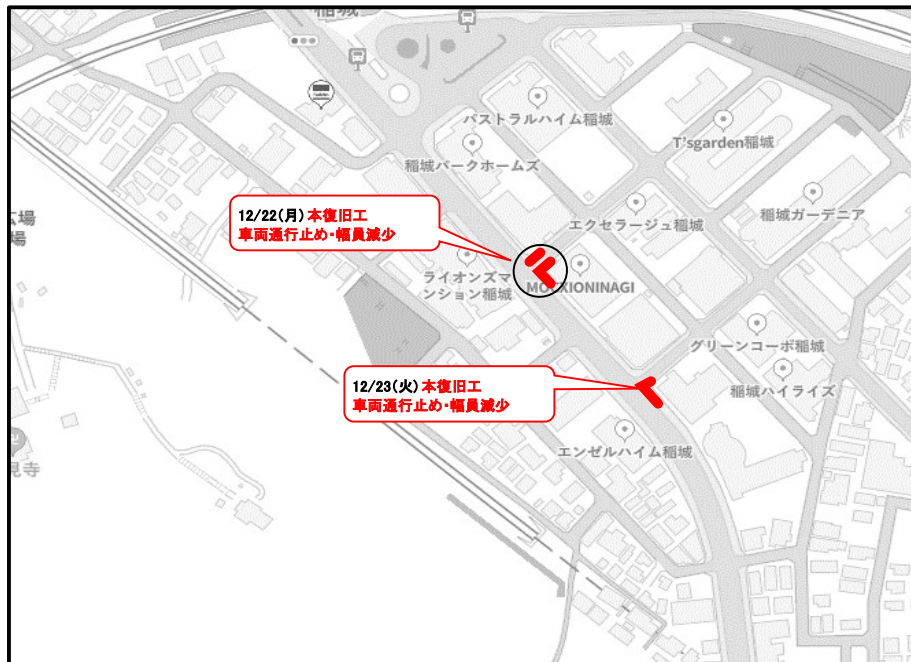 稲城
パストラルハイム稲城
T'sgarden稲城
稲城パークホームズ
12/22(月) 本復旧工
車両通行止め・幅員減少
エクセラージュ稲城
稲城ガーデニア
広場
場
ライオンズマ
ンション稲城
グリーンコーポ稲城
12/23(火) 本復旧工
車両通行止め・幅員減少
稲城ハイライズ
エンゼルハイム稲城
見寺